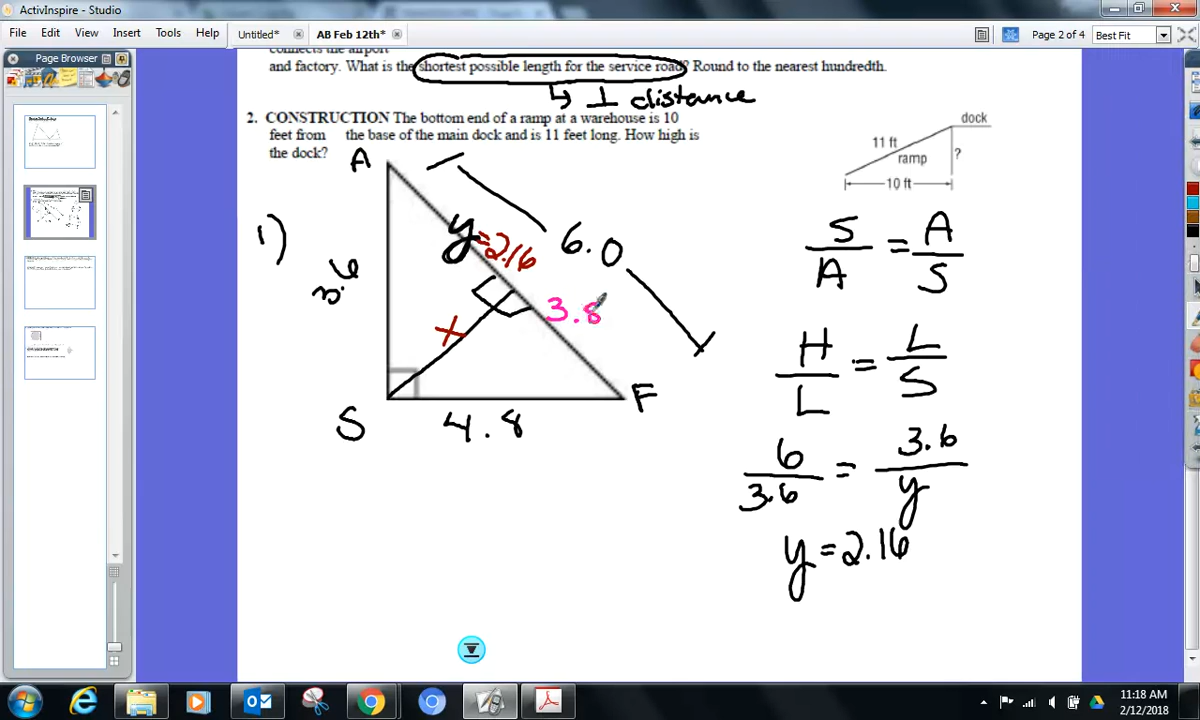 ActivInspire - Studio
File Edit View Insert Tools Help
Untitled*
AB Feb 12th*
Page 2 of 4
Best Fit
Page Browser
connects the airport
and factory. What is the shortest possible length for the service road? Round to the nearest hundredth.
↳ ⊥ distance
2. CONSTRUCTION The bottom end of a ramp at a warehouse is 10
feet from the base of the main dock and is 11 feet long. How high is
the dock?
dock
11 ft
ramp
?
10 ft
1)
A
3.6
y=2.16
6.0
3.8
x
S
4.8
F
S/A = A/S
H/L = L/S
6/3.6 = 3.6/y
y=2.16
11:18 AM
2/12/2018